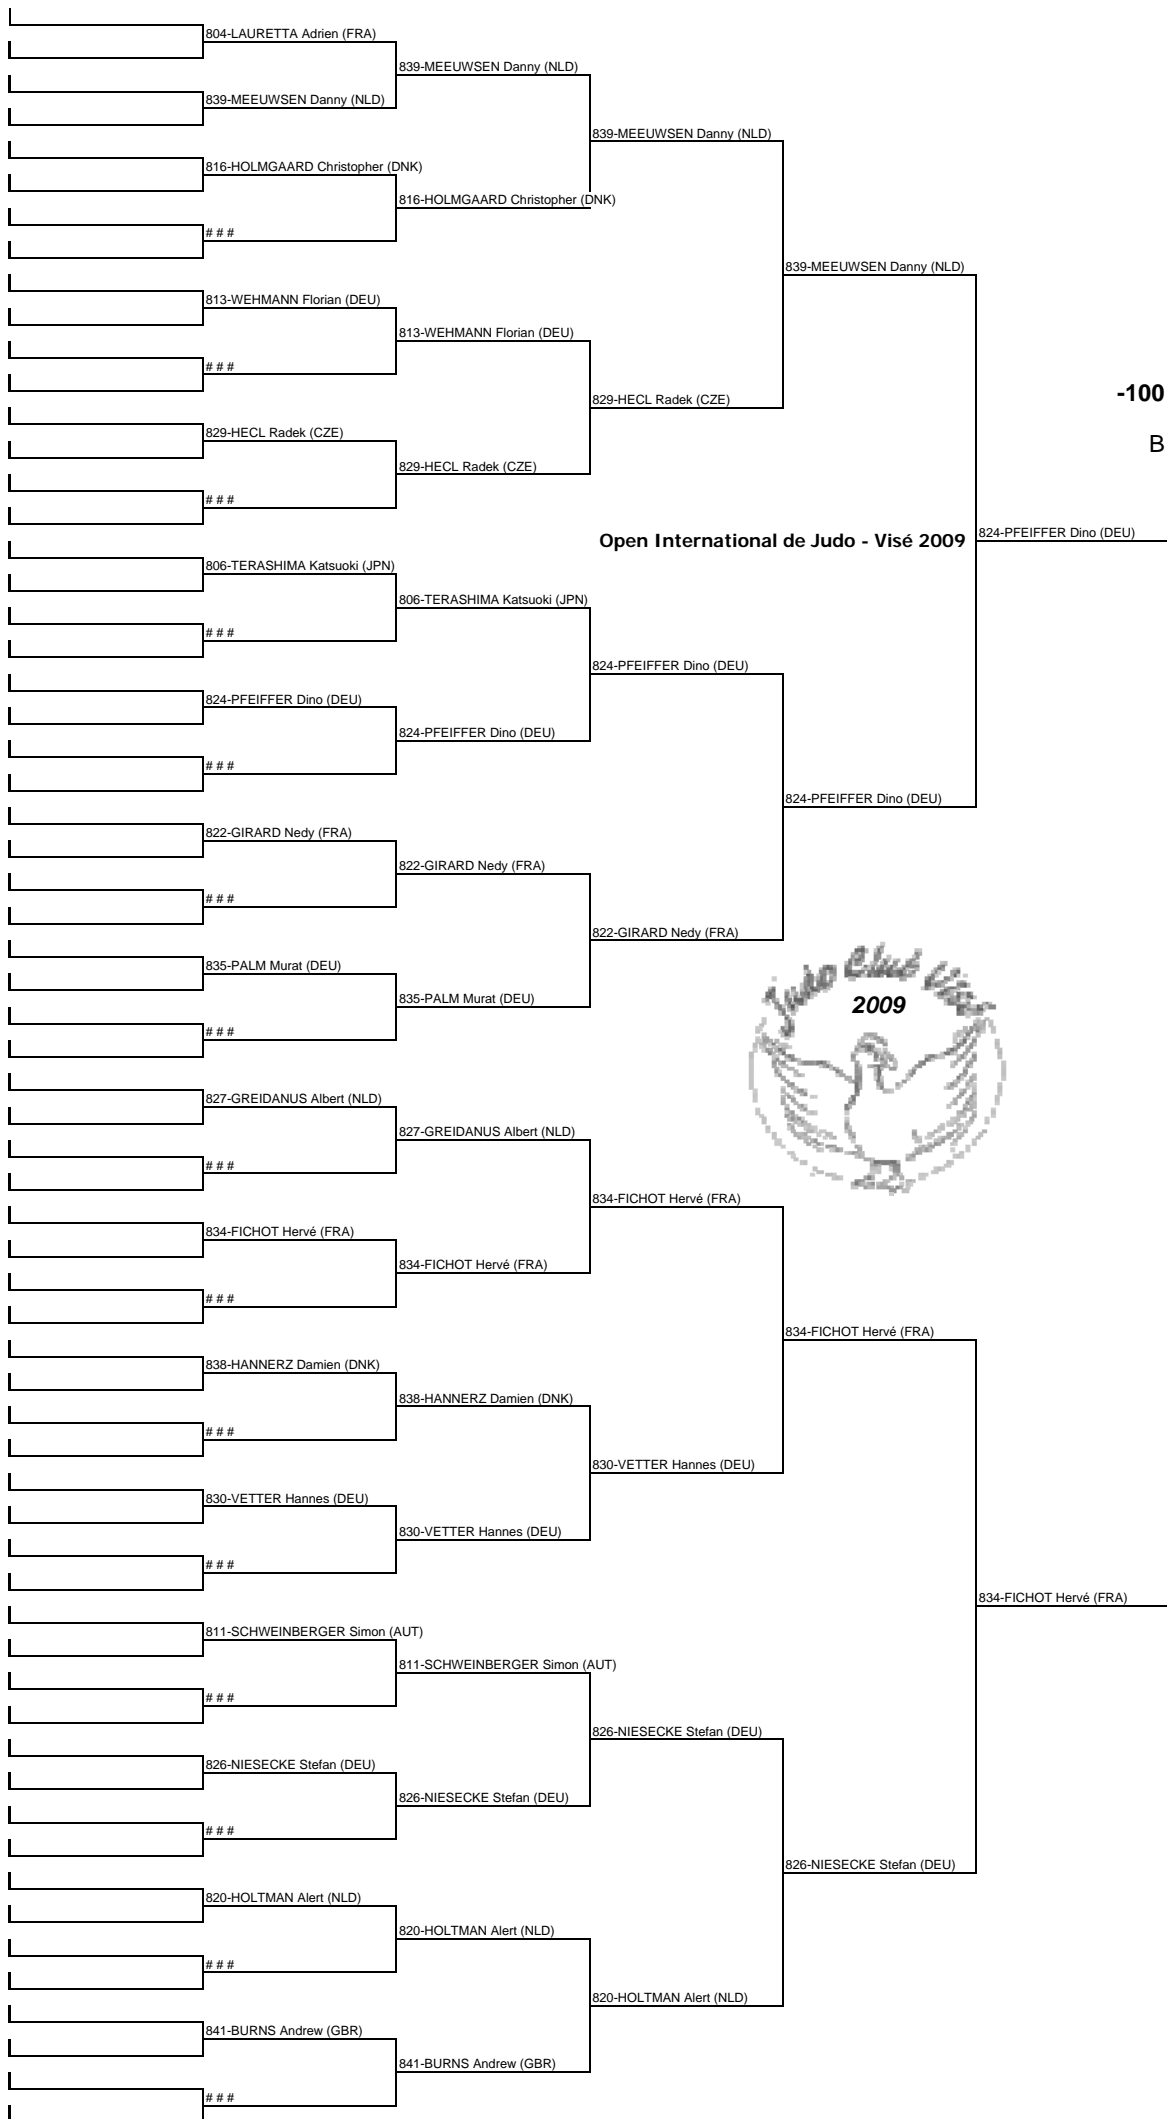 804-LAURETTA Adrien (FRA)
839-MEEUWSEN Danny (NLD)
839-MEEUWSEN Danny (NLD)
839-MEEUWSEN Danny (NLD)
816-HOLMGAARD Christopher (DNK)
816-HOLMGAARD Christopher (DNK)
# # #
839-MEEUWSEN Danny (NLD)
813-WEHMANN Florian (DEU)
813-WEHMANN Florian (DEU)
# # #
-100
829-HECL Radek (CZE)
829-HECL Radek (CZE)
B
829-HECL Radek (CZE)
# # #
824-PFEIFFER Dino (DEU)
Open International de Judo - Visé 2009
806-TERASHIMA Katsuoki (JPN)
806-TERASHIMA Katsuoki (JPN)
# # #
824-PFEIFFER Dino (DEU)
824-PFEIFFER Dino (DEU)
824-PFEIFFER Dino (DEU)
# # #
824-PFEIFFER Dino (DEU)
822-GIRARD Nedy (FRA)
822-GIRARD Nedy (FRA)
# # #
822-GIRARD Nedy (FRA)
835-PALM Murat (DEU)
Judo Club Visé
835-PALM Murat (DEU)
2009
# # #
827-GREIDANUS Albert (NLD)
827-GREIDANUS Albert (NLD)
# # #
834-FICHOT Hervé (FRA)
834-FICHOT Hervé (FRA)
834-FICHOT Hervé (FRA)
# # #
834-FICHOT Hervé (FRA)
838-HANNERZ Damien (DNK)
838-HANNERZ Damien (DNK)
# # #
830-VETTER Hannes (DEU)
830-VETTER Hannes (DEU)
830-VETTER Hannes (DEU)
# # #
834-FICHOT Hervé (FRA)
811-SCHWEINBERGER Simon (AUT)
811-SCHWEINBERGER Simon (AUT)
# # #
826-NIESECKE Stefan (DEU)
826-NIESECKE Stefan (DEU)
826-NIESECKE Stefan (DEU)
# # #
826-NIESECKE Stefan (DEU)
820-HOLTMAN Alert (NLD)
820-HOLTMAN Alert (NLD)
# # #
820-HOLTMAN Alert (NLD)
841-BURNS Andrew (GBR)
841-BURNS Andrew (GBR)
# # #